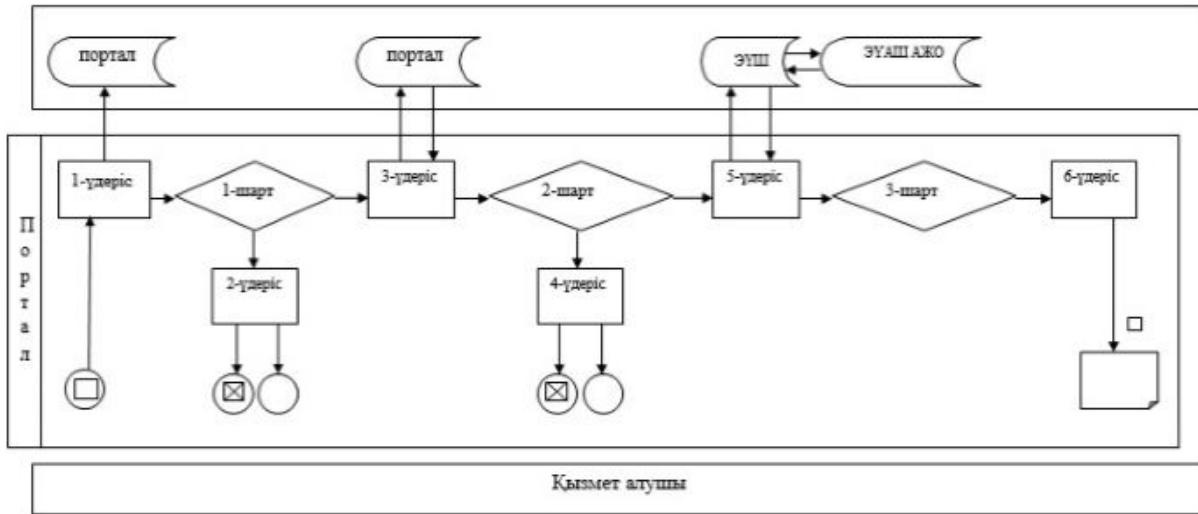 портал
портал
ЭҮШ
ЭҮАШ АЖО
1-үдеріс
1-шарт
3-үдеріс
2-шарт
5-үдеріс
3-шарт
6-үдеріс
2-үдеріс
4-үдеріс
Портал
Қызмет алушы